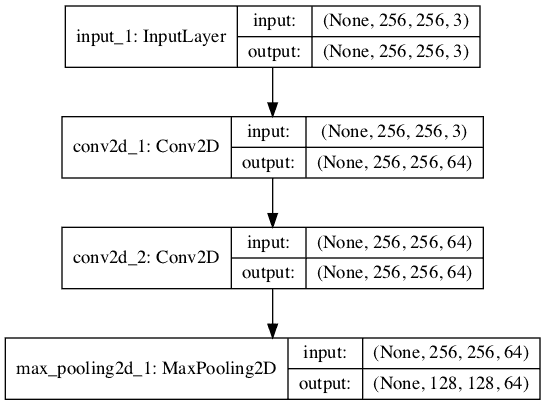 input_1: InputLayer
input: (None, 256, 256, 3)
output: (None, 256, 256, 3)
conv2d_1: Conv2D
input: (None, 256, 256, 3)
output: (None, 256, 256, 64)
conv2d_2: Conv2D
input: (None, 256, 256, 64)
output: (None, 256, 256, 64)
max_pooling2d_1: MaxPooling2D
input: (None, 256, 256, 64)
output: (None, 128, 128, 64)